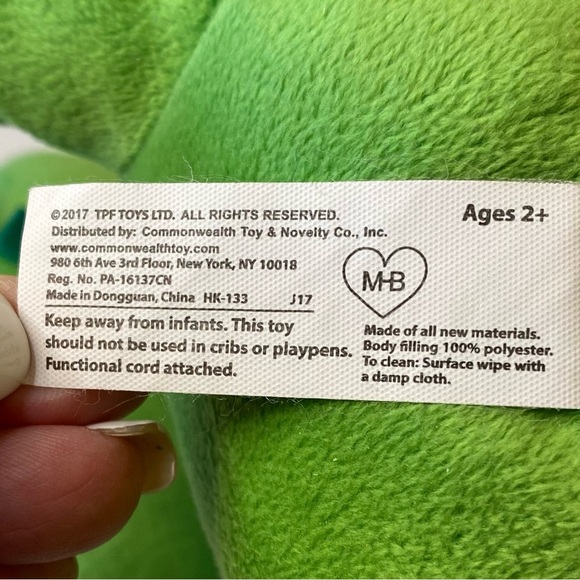 ©2017 TPF TOYS LTD. ALL RIGHTS RESERVED.
Distributed by: Commonwealth Toy & Novelty Co., Inc.
www.commonwealthtoy.com
980 6th Ave 3rd Floor, New York, NY 10018
Reg. No. PA-16137CN
Made in Dongguan, China HK-133 J17
Keep away from infants. This toy
should not be used in cribs or playpens.
Functional cord attached.
Ages 2+
MHB
Made of all new materials.
Body filling 100% polyester.
To clean: Surface wipe with
a damp cloth.